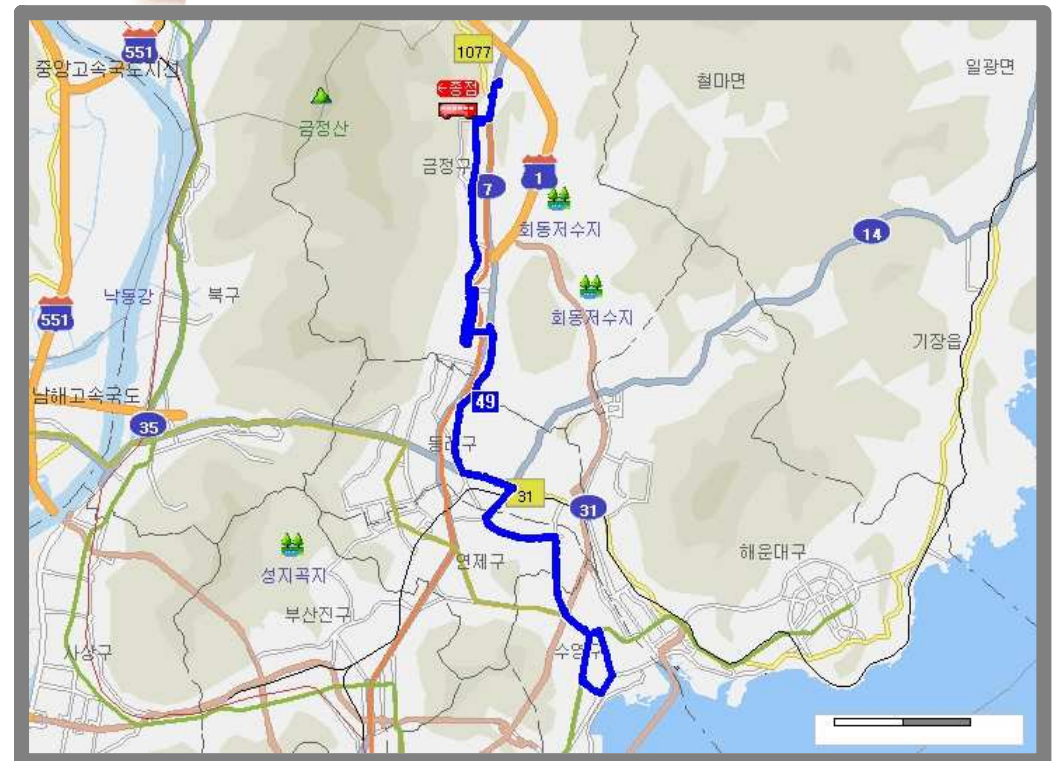 551
중앙고속국도지선
1077
종점
철마면
일광면
금정산
금정구
7
1
회동저수지
14
낙동강
북구
551
회동저수지
기장읍
남해고속국도
49
35
동래구
31
31
해운대구
성지곡지
연제구
부산진구
사상구
수영구